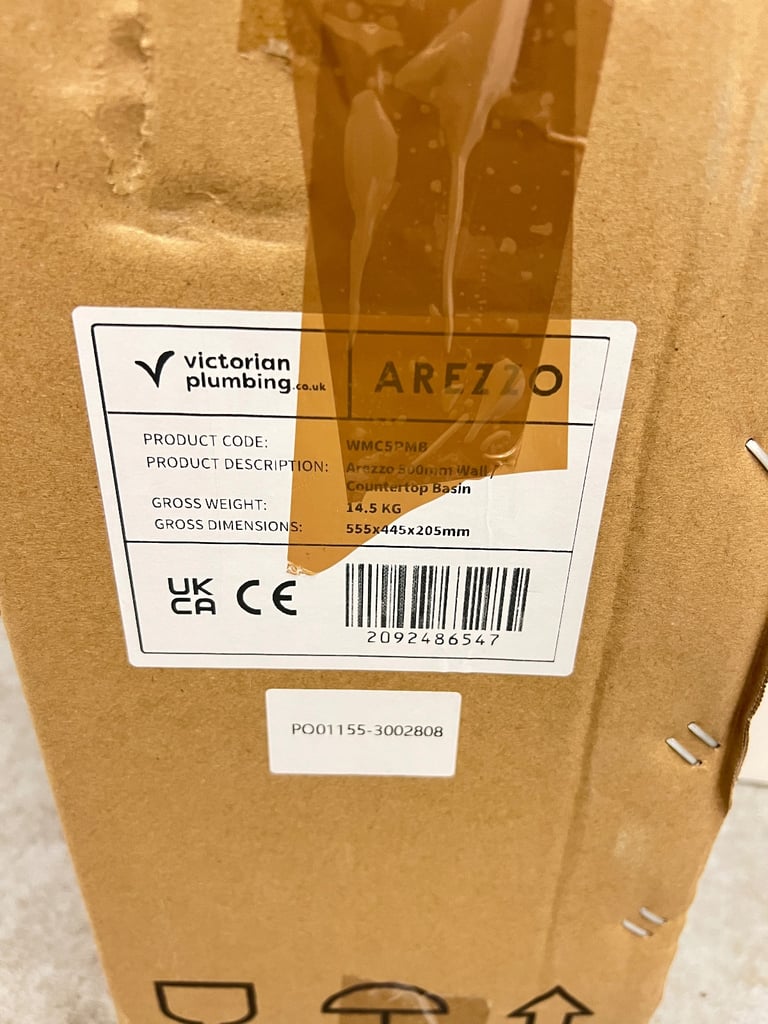 victorian
plumbing.co.uk
AREZZO
PRODUCT CODE: WMC5PMB
PRODUCT DESCRIPTION: Arezzo 500mm Wall /
Countertop Basin
GROSS WEIGHT: 14.5 KG
GROSS DIMENSIONS: 555x445x205mm
UK
CA CE
2092486547
PO01155-3002808